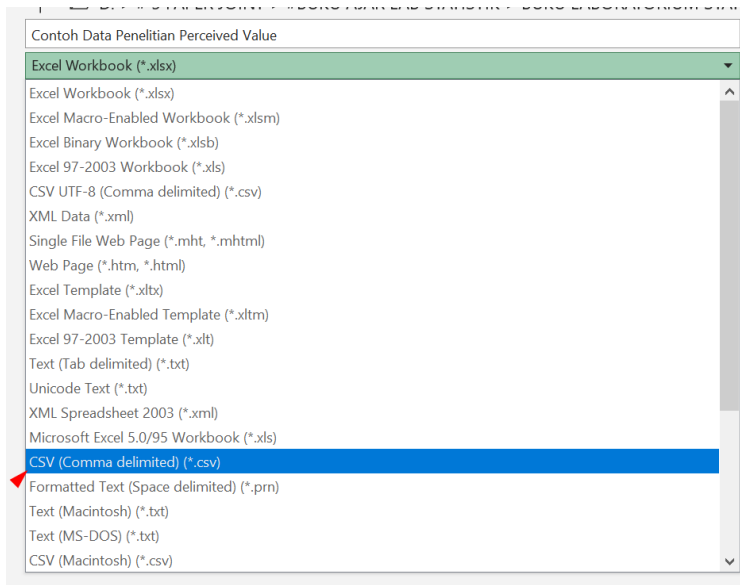 Contoh Data Penelitian Perceived Value
Excel Workbook (*.xlsx)
Excel Workbook (*.xlsx)
Excel Macro-Enabled Workbook (*.xlsm)
Excel Binary Workbook (*.xlsb)
Excel 97-2003 Workbook (*.xls)
CSV UTF-8 (Comma delimited) (*.csv)
XML Data (*.xml)
Single File Web Page (*.mht, *.mhtml)
Web Page (*.htm, *.html)
Excel Template (*.xltx)
Excel Macro-Enabled Template (*.xltm)
Excel 97-2003 Template (*.xlt)
Text (Tab delimited) (*.txt)
Unicode Text (*.txt)
XML Spreadsheet 2003 (*.xml)
Microsoft Excel 5.0/95 Workbook (*.xls)
CSV (Comma delimited) (*.csv)
Formatted Text (Space delimited) (*.prn)
Text (Macintosh) (*.txt)
Text (MS-DOS) (*.txt)
CSV (Macintosh) (*.csv)